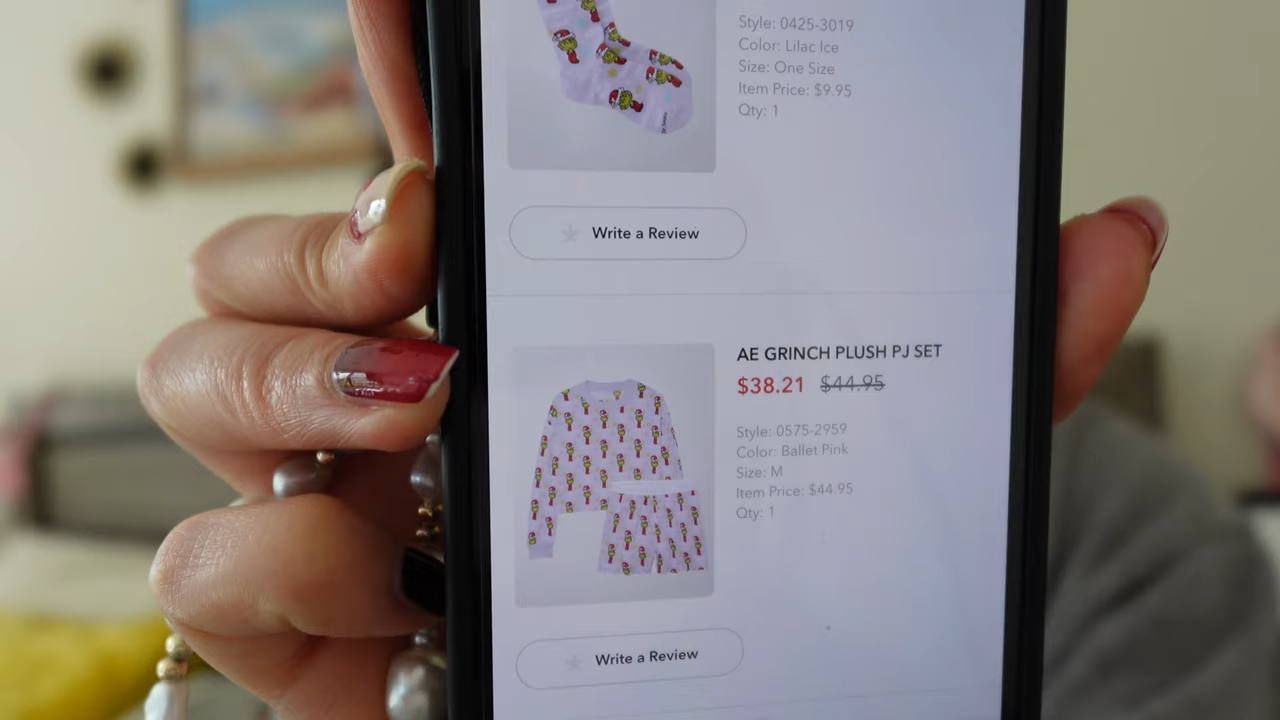 Style: 0425-3019
Color: Lilac Ice
Size: One Size
Item Price: $9.95
Qty: 1
Write a Review
AE GRINCH PLUSH PJ SET
$38.21 $44.95
Style: 0575-2959
Color: Ballet Pink
Size: M
Item Price: $44.95
Qty: 1
Write a Review